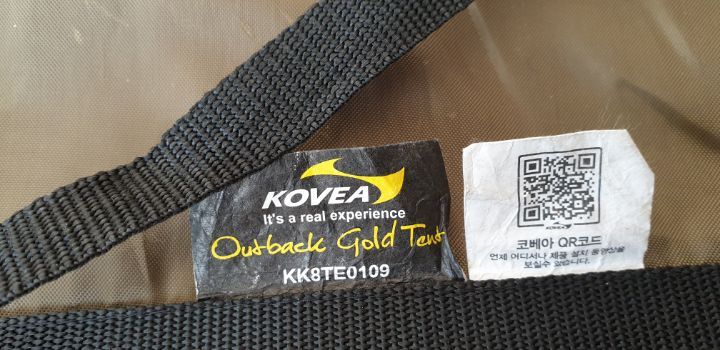 KOVEA
It's a real experience
Outback Gold Tent
KK8TE0109
KOVEA
코베아 QR코드
언제 어디서나 제품 설치 동영상을
보실수 있습니다.